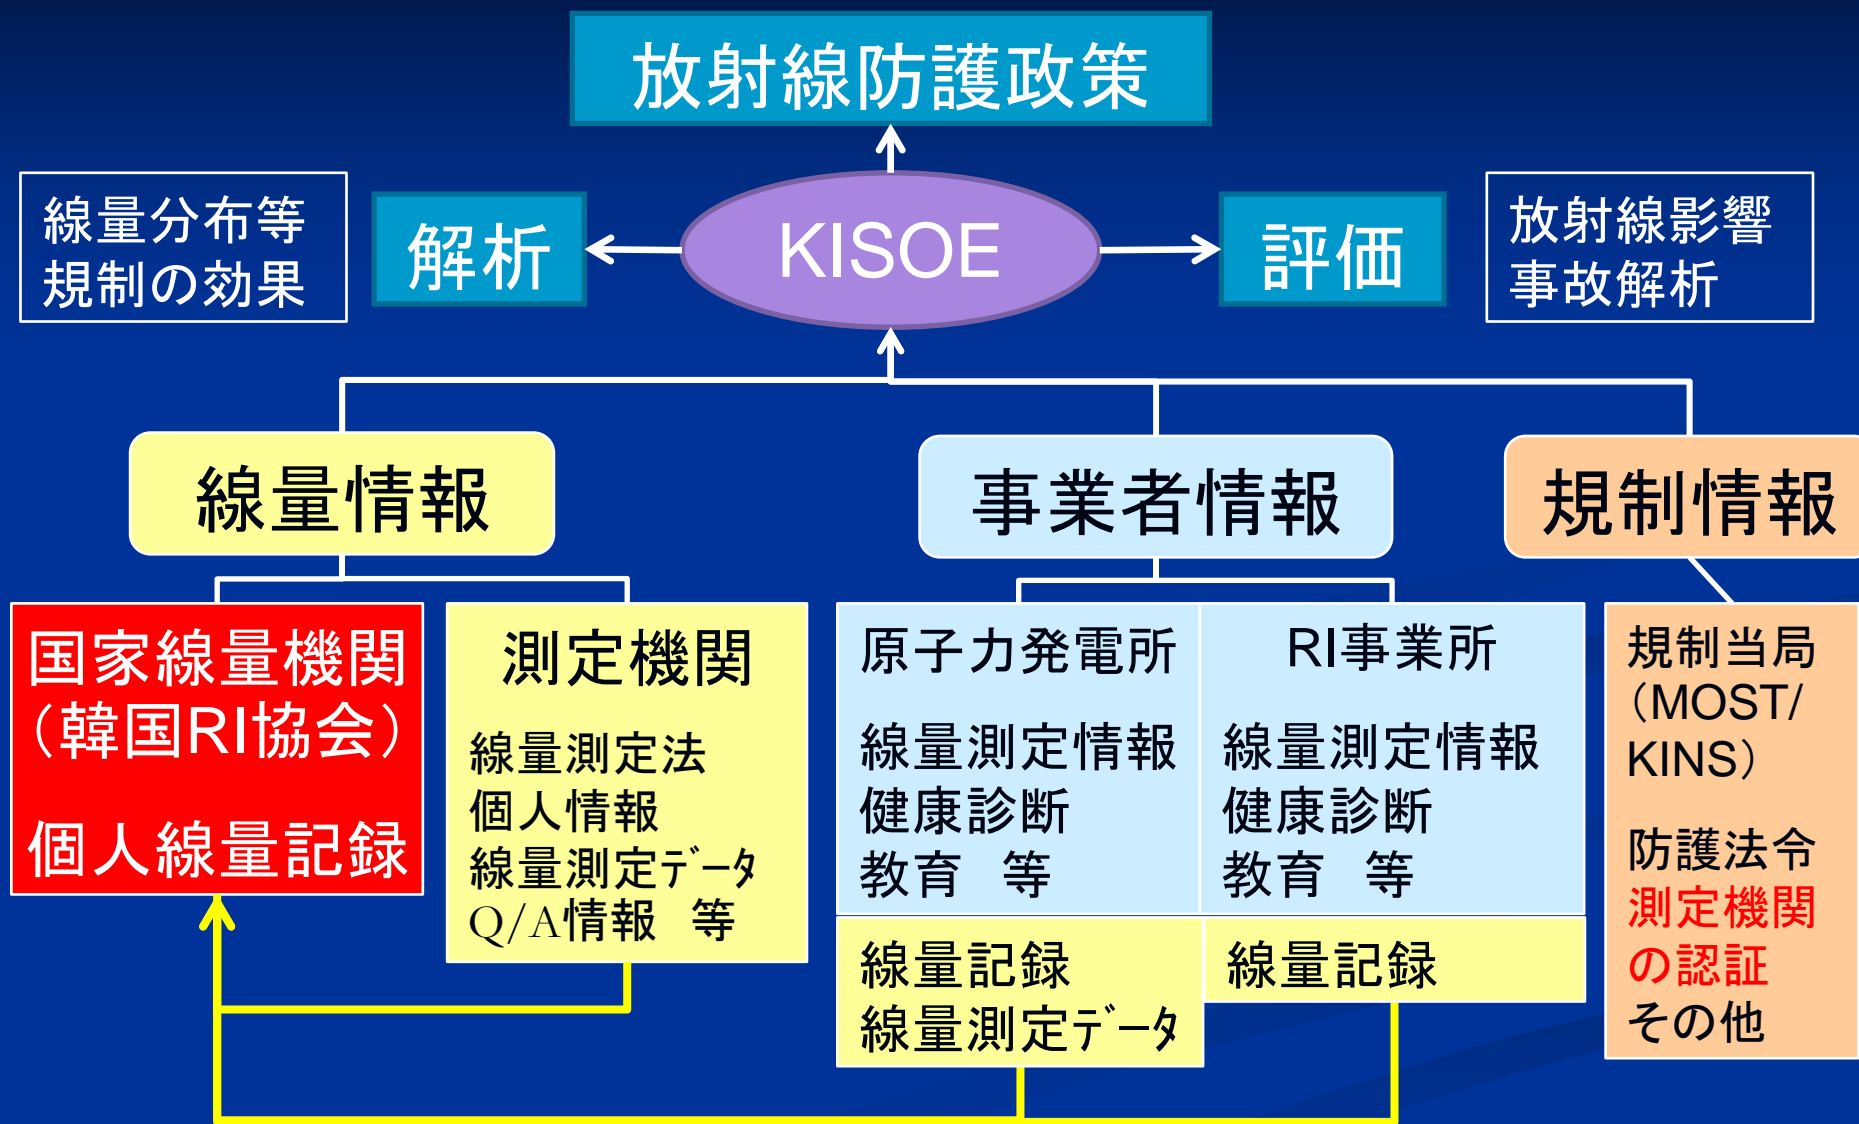 放射線防護政策
線量分布等
規制の効果
解析
KISOE
評価
放射線影響
事故解析
線量情報
事業者情報
規制情報
国家線量機関
（韓国RI協会）
個人線量記録
測定機関
線量測定法
個人情報
線量測定ﾃﾞｰﾀ
Q/A情報　等
原子力発電所
線量測定情報
健康診断
教育　等
線量記録
線量測定ﾃﾞｰﾀ
RI事業所
線量測定情報
健康診断
教育　等
線量記録
規制当局
（MOST/
KINS）
防護法令
測定機関
の認証
その他